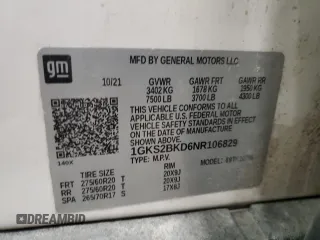 gm
MFD BY GENERAL MOTORS LLC
10/21 GVWR GAWR FRT GAWR RR
3402 KG 1678 KG 1950 KG
7500 LB 3700 LB 4300 LB
THIS VEHICLE CONFORMS TO ALL
APPLICABLE U.S. FEDERAL MOTOR
VEHICLE SAFETY STANDARDS
IN EFFECT ON THE DATE OF
MANUFACTURE SHOWN ABOVE.
1GKS2BKD6NR106829
TYPE: M.P.V. MODEL:
TIRE SIZE RIM
FRT 275/60R20 T 20X9J
RR 275/60R20 T 20X9J
SPA 265/70R17 S 17X8J
DREAMBID